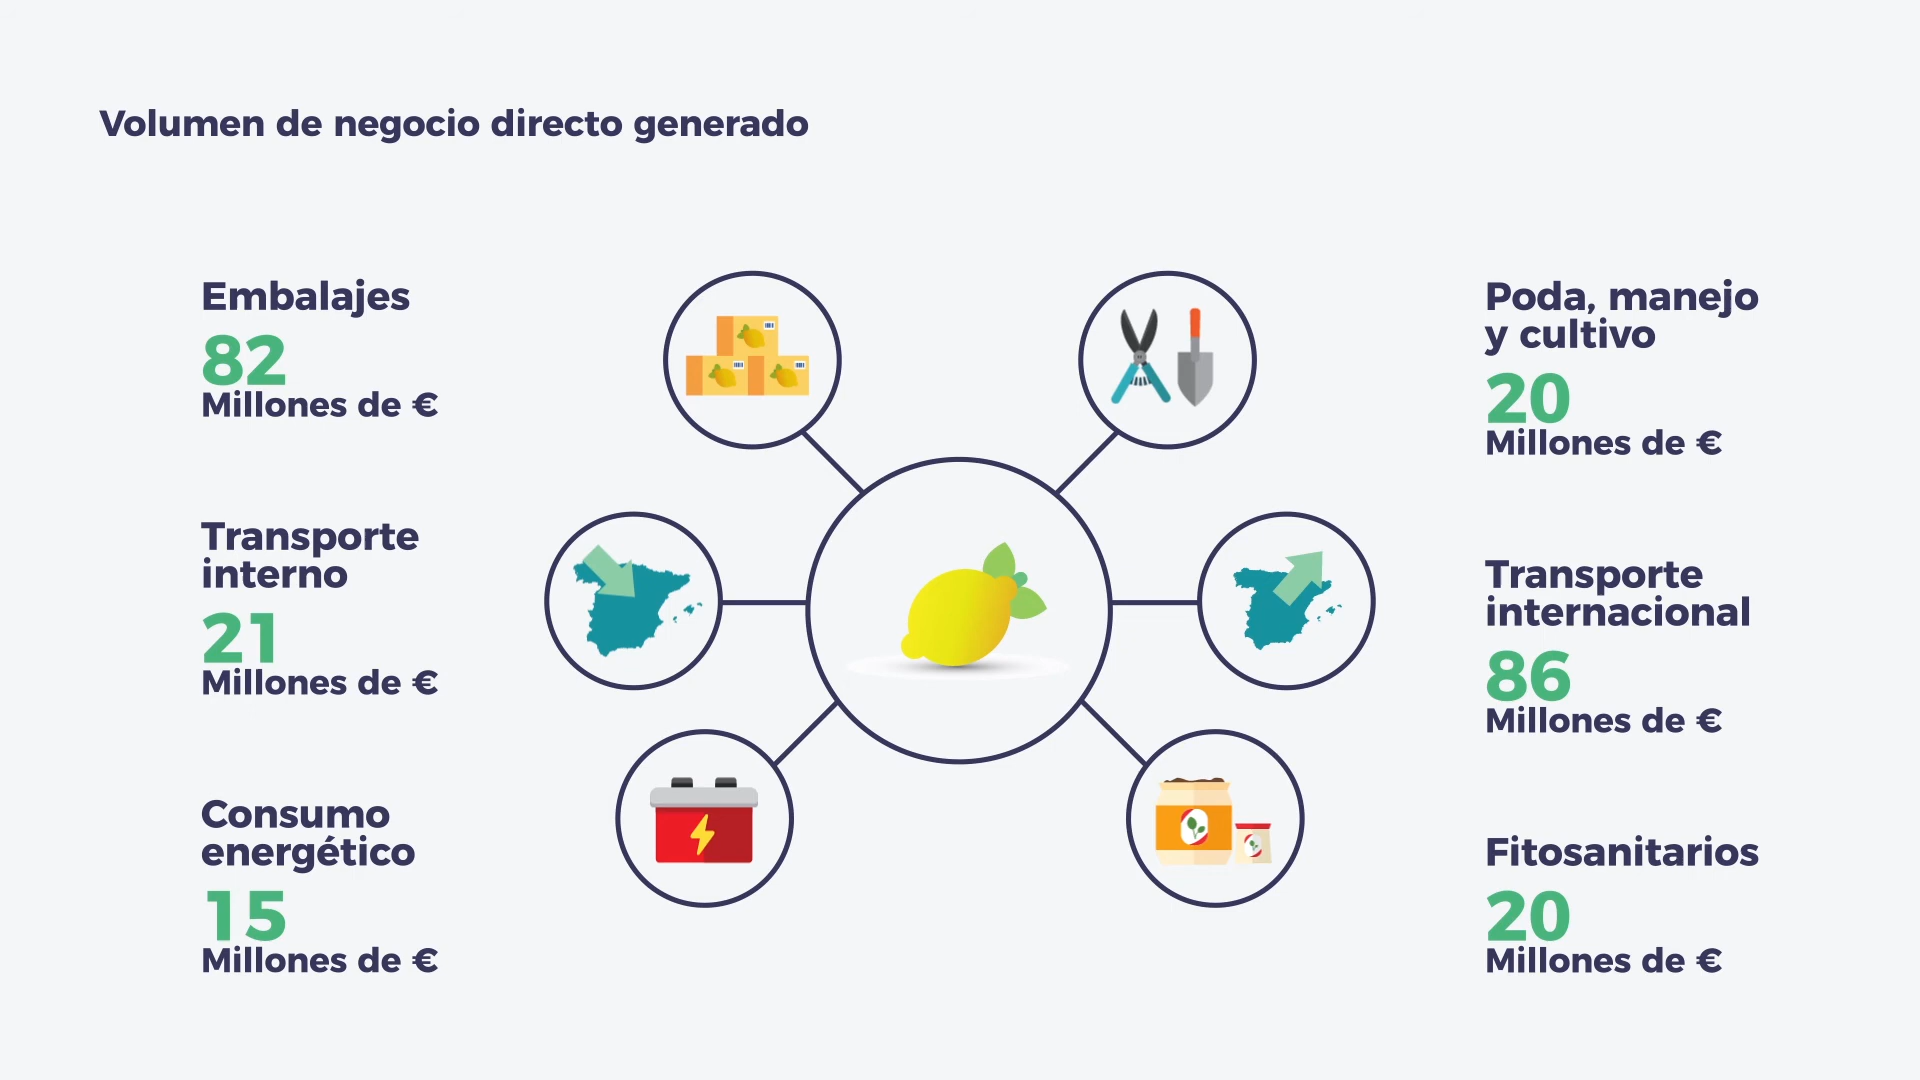 Volumen de negocio directo generado
Embalajes
82
Millones de €
Transporte
interno
21
Millones de €
Consumo
energético
15
Millones de €
Poda, manejo
y cultivo
20
Millones de €
Transporte
internacional
86
Millones de €
Fitosanitarios
20
Millones de €